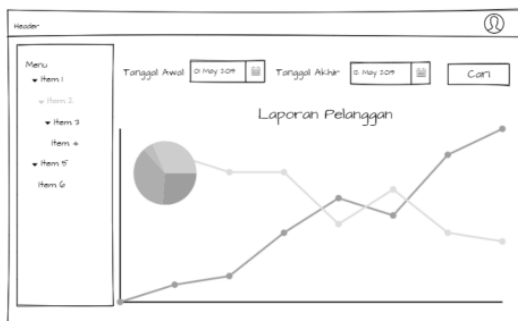 Header
Menu
Item 1
Item 2
Item 3
Item 4
Item 5
Item 6
Tanggal Awal 01 May 2019 Tanggal Akhir 12 May 2019 Cari
Laporan Pelanggan